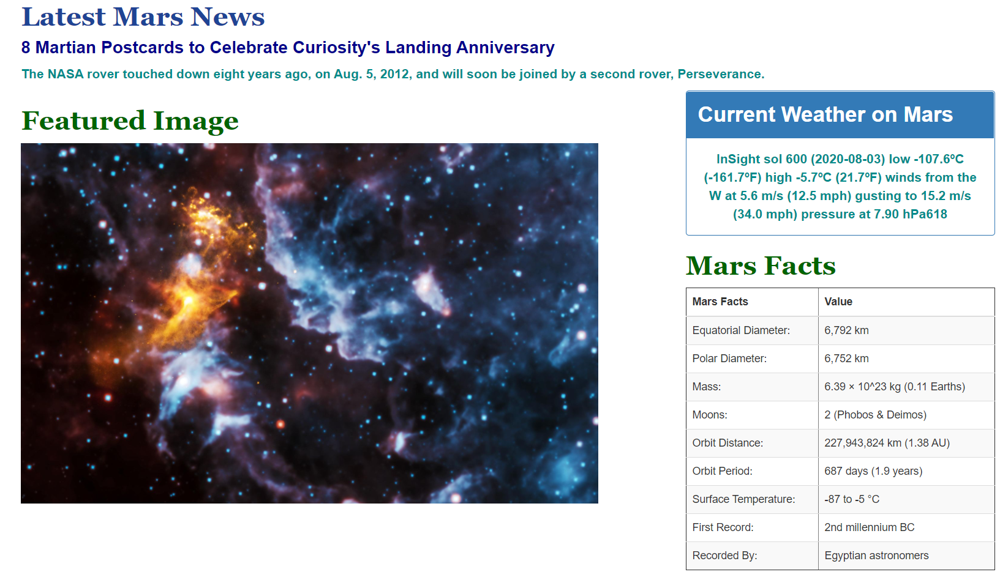 Latest Mars News
8 Martian Postcards to Celebrate Curiosity's Landing Anniversary
The NASA rover touched down eight years ago, on Aug. 5, 2012, and will soon be joined by a second rover, Perseverance.
Featured Image
Current Weather on Mars
InSight sol 600 (2020-08-03) low -107.6ºC
(-161.7ºF) high -5.7ºC (21.7ºF) winds from the
W at 5.6 m/s (12.5 mph) gusting to 15.2 m/s
(34.0 mph) pressure at 7.90 hPa618
Mars Facts
Mars Facts Value
Equatorial Diameter: 6,792 km
Polar Diameter: 6,752 km
Mass: 6.39 × 10^23 kg (0.11 Earths)
Moons: 2 (Phobos & Deimos)
Orbit Distance: 227,943,824 km (1.38 AU)
Orbit Period: 687 days (1.9 years)
Surface Temperature: -87 to -5 °C
First Record: 2nd millennium BC
Recorded By: Egyptian astronomers